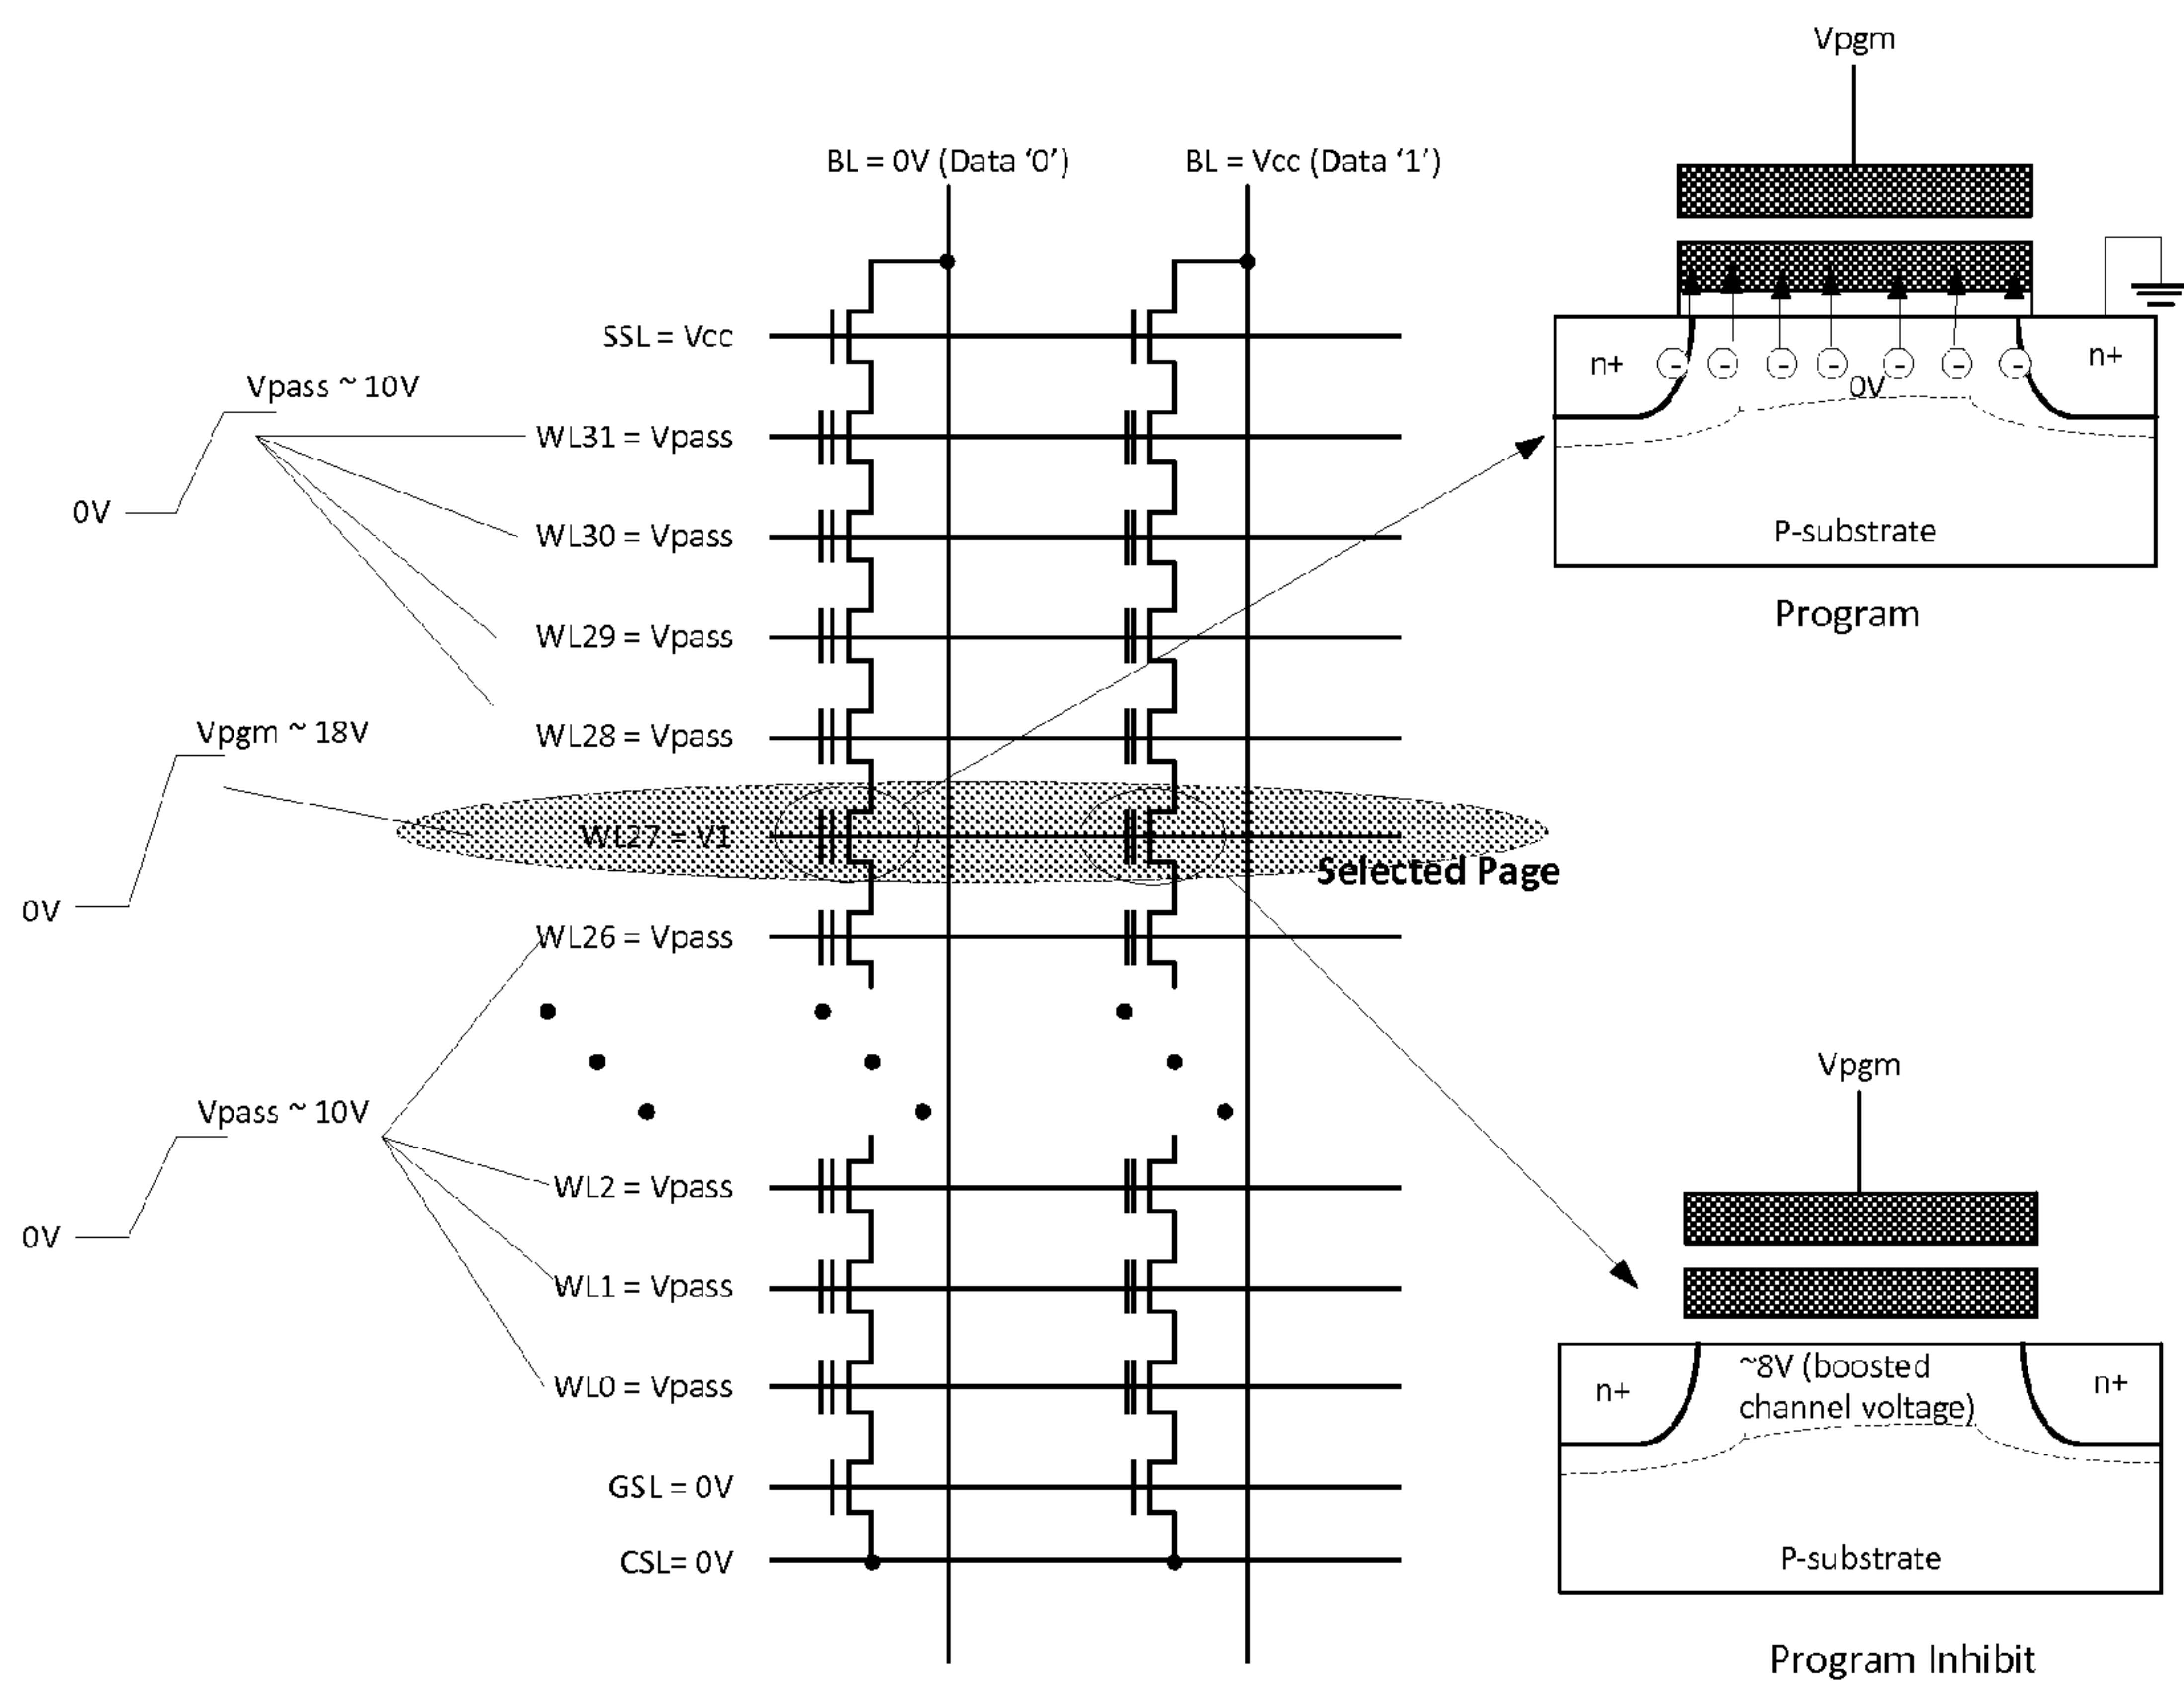 Vpgm
BL = 0V (Data ‘0’)
BL = Vcc (Data ‘1’)
SSL = Vcc
n+
- - - - - - -
n+
0V
Vpass ~ 10V
WL31 = Vpass
0V
WL30 = Vpass
P-substrate
Program
WL29 = Vpass
Vpgm ~ 18V
WL28 = Vpass
WL27 = V1
Selected Page
0V
WL26 = Vpass
Vpgm
Vpass ~ 10V
WL2 = Vpass
0V
WL1 = Vpass
~8V (boosted
channel voltage)
n+
n+
WL0 = Vpass
GSL = 0V
CSL= 0V
P-substrate
Program Inhibit